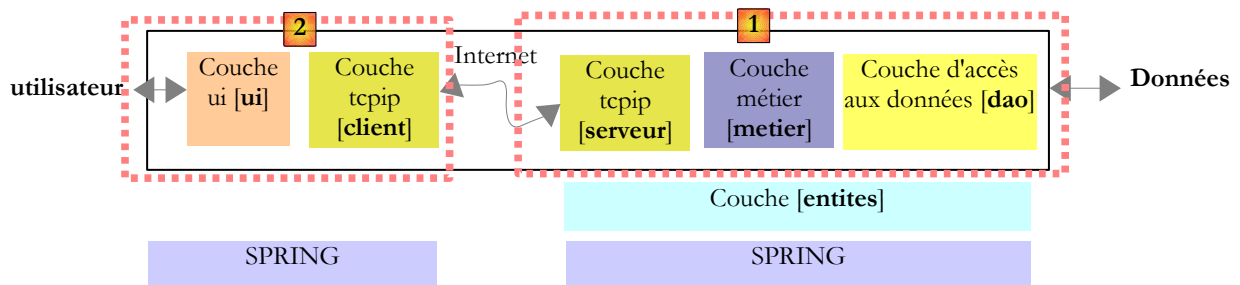 2
1
utilisateur
Couche
ui [ui]
Couche
tcpip
[client]
Internet
Couche
tcpip
[serveur]
Couche
métier
[metier]
Couche d'accès
aux données [dao]
Données
Couche [entites]
SPRING
SPRING